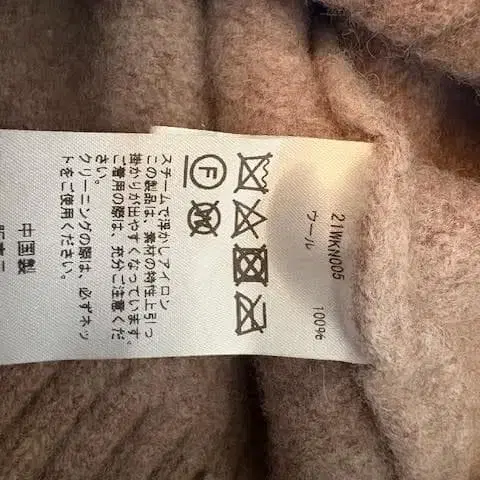 21WKN005
ウール 100%
F
W
スチームで浮かしアイロン
この製品は、素材の特性上引っ
掛かりが出やすくなっています。
ご着用の際は、充分ご注意くだ
さい。
クリーニングの際は、必ずネッ
トをご使用ください。
中国製